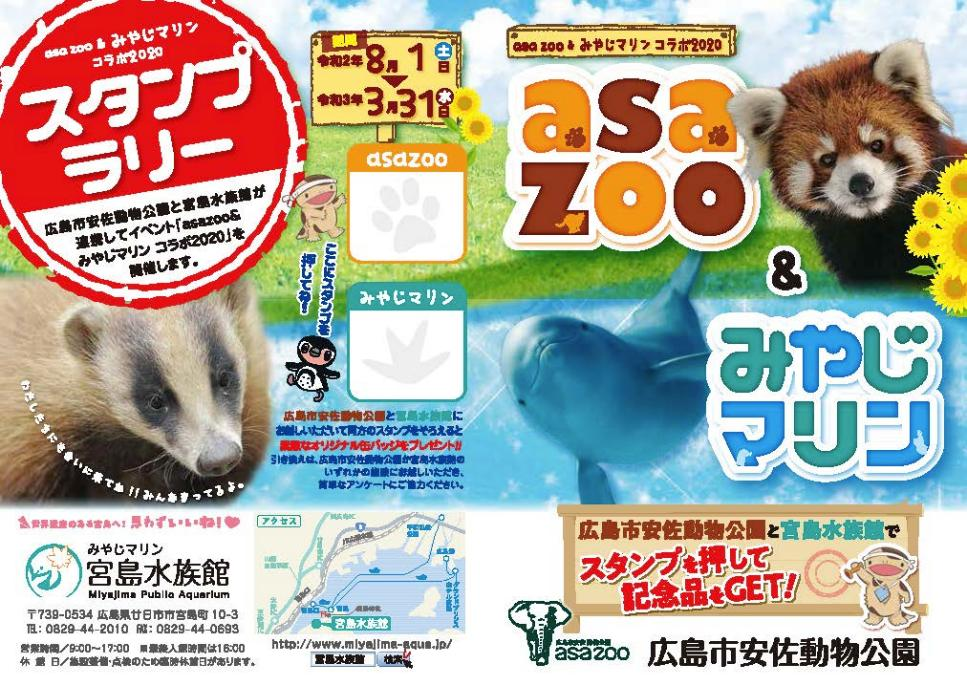 asa zoo & みやじマリン
コラボ2020
スタンプ
ラリー
広島市安佐動物公園と宮島水族館が
連携してイベント「asazoo&
みやじマリン コラボ2020」を
開催します。
期間
令和2年 8月1日 土
令和3年 3月31日 水
asazoo
ここにスタンプを
押してね!
みやじマリン
広島市安佐動物公園と宮島水族館に
お越しいただいて両方のスタンプをそろえると
素敵なオリジナル缶バッジをプレゼント!!
引き換えは、広島市安佐動物公園か宮島水族館の
いずれかの施設にお越しいただき、
簡単なアンケートにご協力ください。
わたしたちにも会いに来てね!!みんなまってるよ。
asa zoo & みやじマリン コラボ2020
asa
zoo
&
みやじ
マリン
世界遺産のある宮島へ! 思わずいいね!
みやじマリン
宮島水族館
Miyajima Public Aquarium
〒739-0534 広島県廿日市市宮島町 10-3
TEL: 0829-44-2010 FAX: 0829-44-0693
営業時間/9:00~17:00 ■最終入館時間は16:00
休 館 日/施設整備・点検のための臨時休館日があります。
アクセス
宮島水族館
http://www.miyajima-aqua.jp/
宮島水族館 検索
広島市安佐動物公園と宮島水族館で
スタンプを押して
記念品をGET!
広島市安佐動物公園
asazoo
広島市安佐動物公園